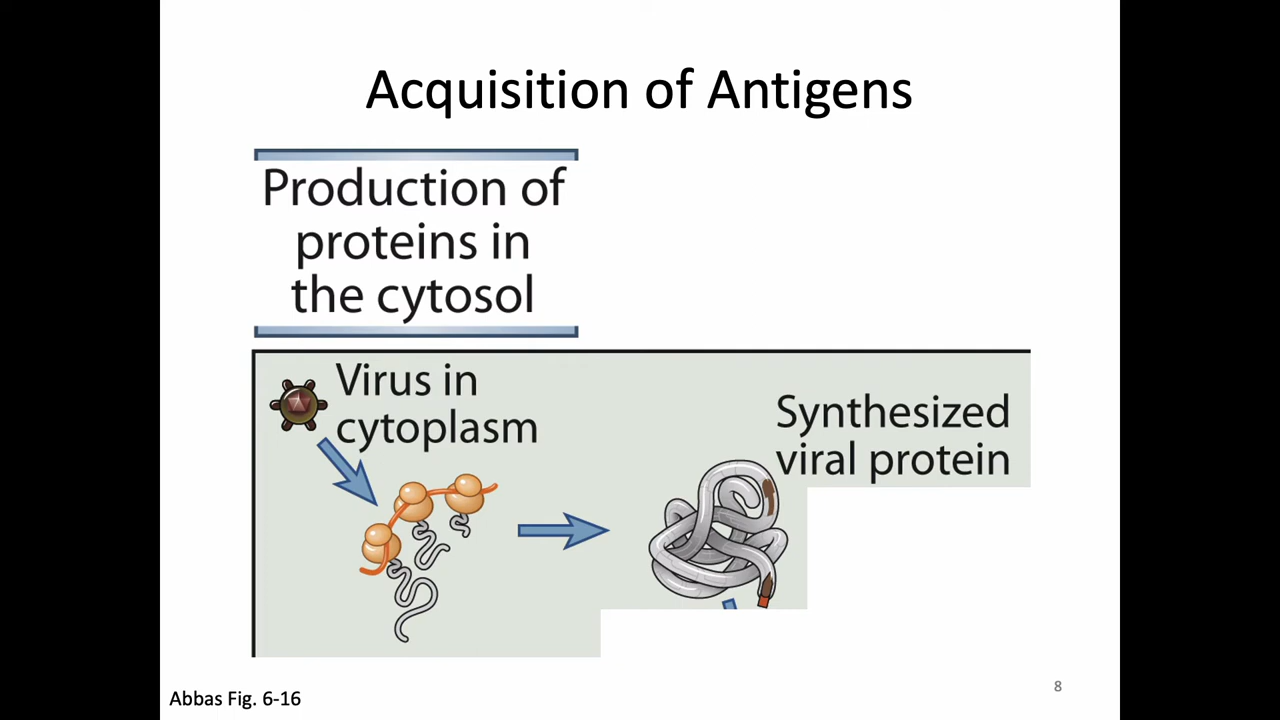 Acquisition of Antigens
Production of
proteins in
the cytosol
Virus in
cytoplasm
Synthesized
viral protein
Abbas Fig. 6-16
8